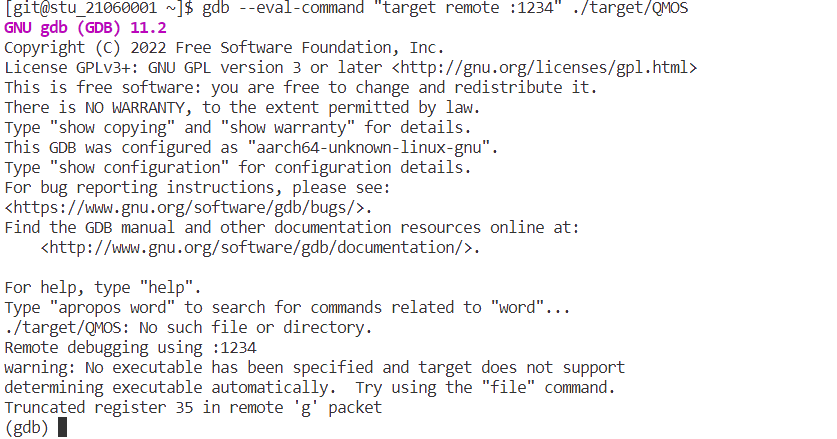 [git@stu_21060001 ~]$ gdb --eval-command "target remote :1234" ./target/QMOS
GNU gdb (GDB) 11.2
Copyright (C) 2022 Free Software Foundation, Inc.
License GPLv3+: GNU GPL version 3 or later <http://gnu.org/licenses/gpl.html>
This is free software: you are free to change and redistribute it.
There is NO WARRANTY, to the extent permitted by law.
Type "show copying" and "show warranty" for details.
This GDB was configured as "aarch64-unknown-linux-gnu".
Type "show configuration" for configuration details.
For bug reporting instructions, please see:
<https://www.gnu.org/software/gdb/bugs/>.
Find the GDB manual and other documentation resources online at:
    <http://www.gnu.org/software/gdb/documentation/>.

For help, type "help".
Type "apropos word" to search for commands related to "word"...
./target/QMOS: No such file or directory.
Remote debugging using :1234
warning: No executable has been specified and target does not support
determining executable automatically.  Try using the "file" command.
Truncated register 35 in remote 'g' packet
(gdb)